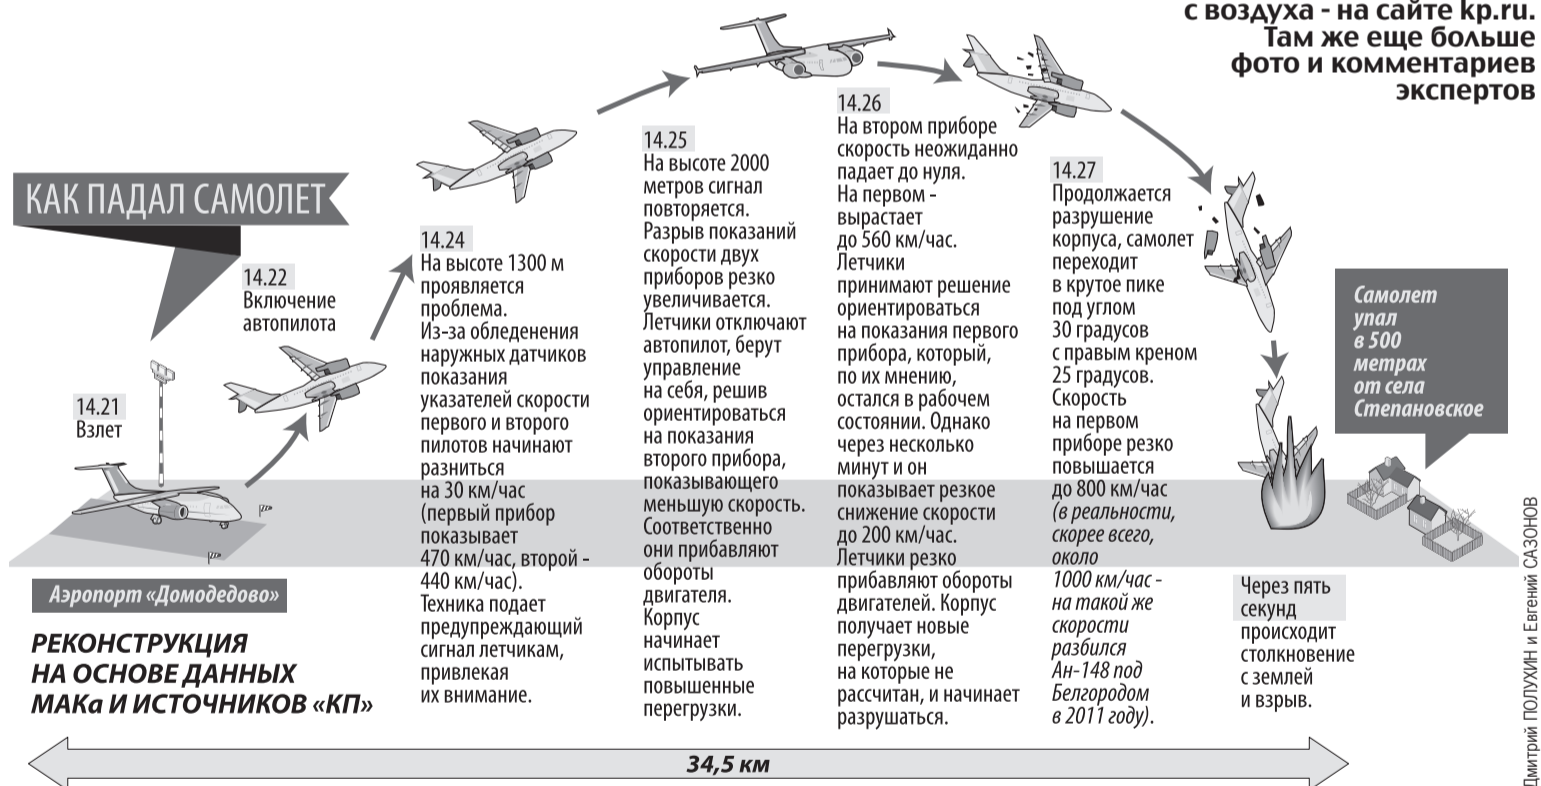 с воздуха - на сайте kp.ru.
Там же еще больше
фото и комментариев
экспертов
КАК ПАДАЛ САМОЛЕТ
14.21
Взлет
14.22
Включение
автопилота
14.24
На высоте 1300 м
проявляется
проблема.
Из-за обледенения
наружных датчиков
показания
указателей скорости
первого и второго
пилотов начинают
разниться
на 30 км/час
(первый прибор
показывает
470 км/час, второй -
440 км/час).
Техника подает
предупреждающий
сигнал летчикам,
привлекая
их внимание.
14.25
На высоте 2000
метров сигнал
повторяется.
Разрыв показаний
скорости двух
приборов резко
увеличивается.
Летчики отключают
автопилот, берут
управление
на себя, решив
ориентироваться
на показания
второго прибора,
показывающего
меньшую скорость.
Соответственно
они прибавляют
обороты
двигателя.
Корпус
начинает
испытывать
повышенные
перегрузки.
14.26
На втором приборе
скорость неожиданно
падает до нуля.
На первом -
вырастает
до 560 км/час.
Летчики
принимают решение
ориентироваться
на показания первого
прибора, который,
по их мнению,
остался в рабочем
состоянии. Однако
через несколько
минут и он
показывает резкое
снижение скорости
до 200 км/час.
Летчики резко
прибавляют обороты
двигателей. Корпус
получает новые
перегрузки,
на которые не
рассчитан, и начинает
разрушаться.
14.27
Продолжается
разрушение
корпуса, самолет
переходит
в крутое пике
под углом
30 градусов
с правым креном
25 градусов.
Скорость
на первом
приборе резко
повышается
до 800 км/час
(в реальности,
скорее всего,
около
1000 км/час -
на такой же
скорости
разбился
Ан-148 под
Белгородом
в 2011 году).
Через пять
секунд
происходит
столкновение
с землей
и взрыв.
Самолет
упал
в 500
метрах
от села
Степановское
Аэропорт «Домодедово»
РЕКОНСТРУКЦИЯ
НА ОСНОВЕ ДАННЫХ
МАКа И ИСТОЧНИКОВ «КП»
34,5 км
Дмитрий ПОЛУХИН и Евгений САЗОНОВ